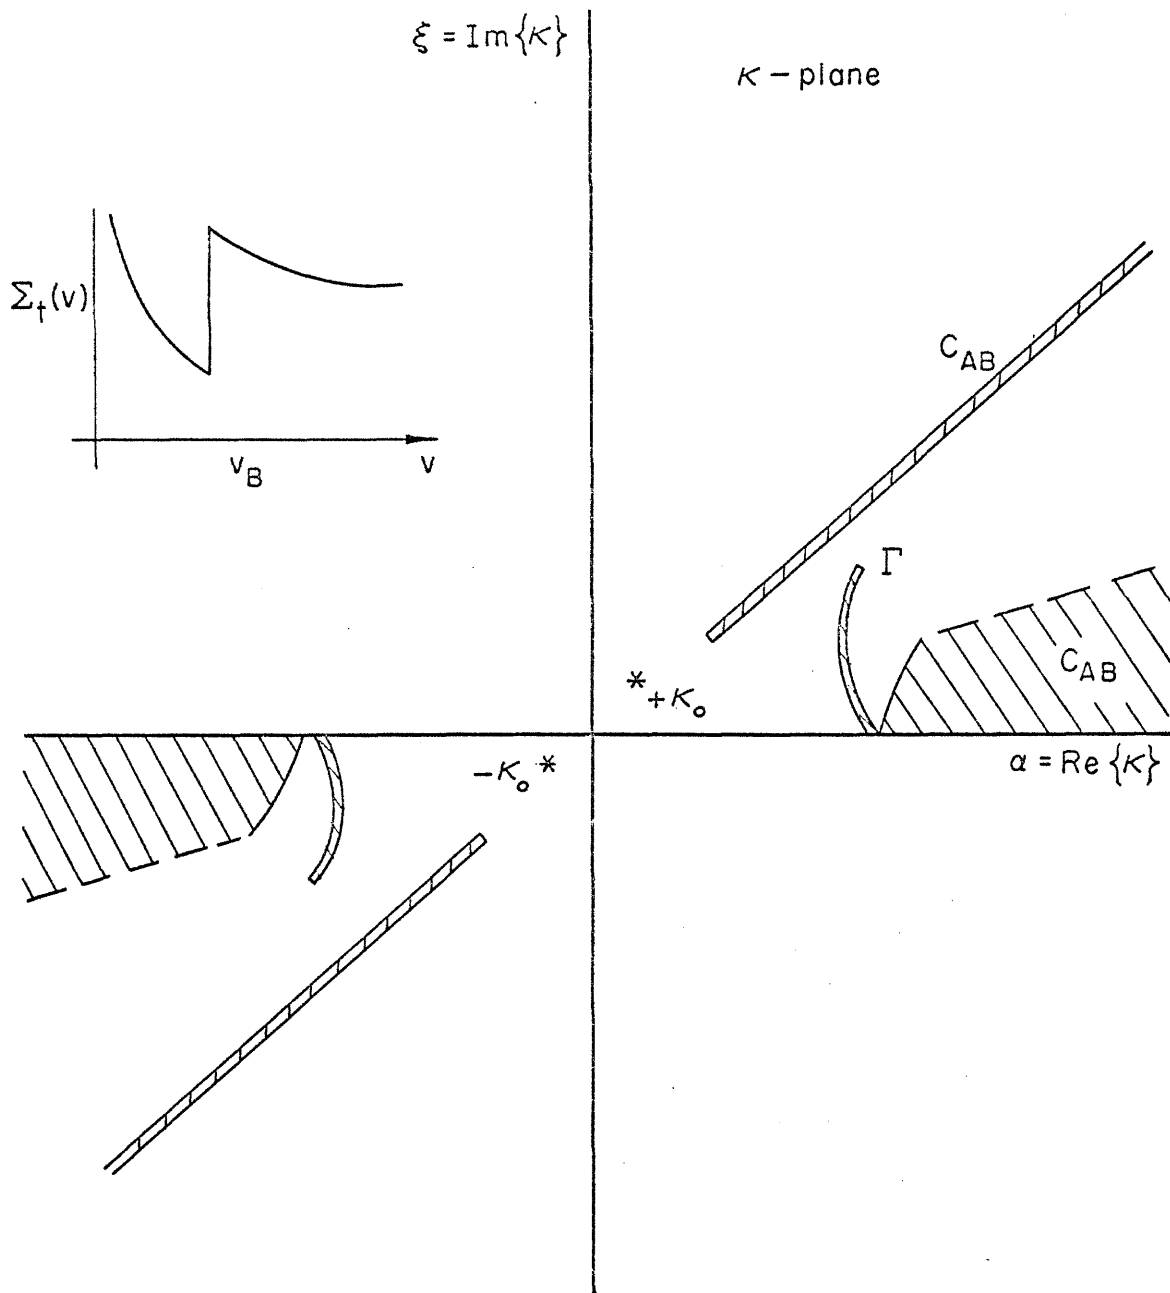 ξ = Im{κ}
κ – plane
Σt(v)
vB
v
CAB
Γ
CAB
*+κo
–κo*
α = Re{κ}